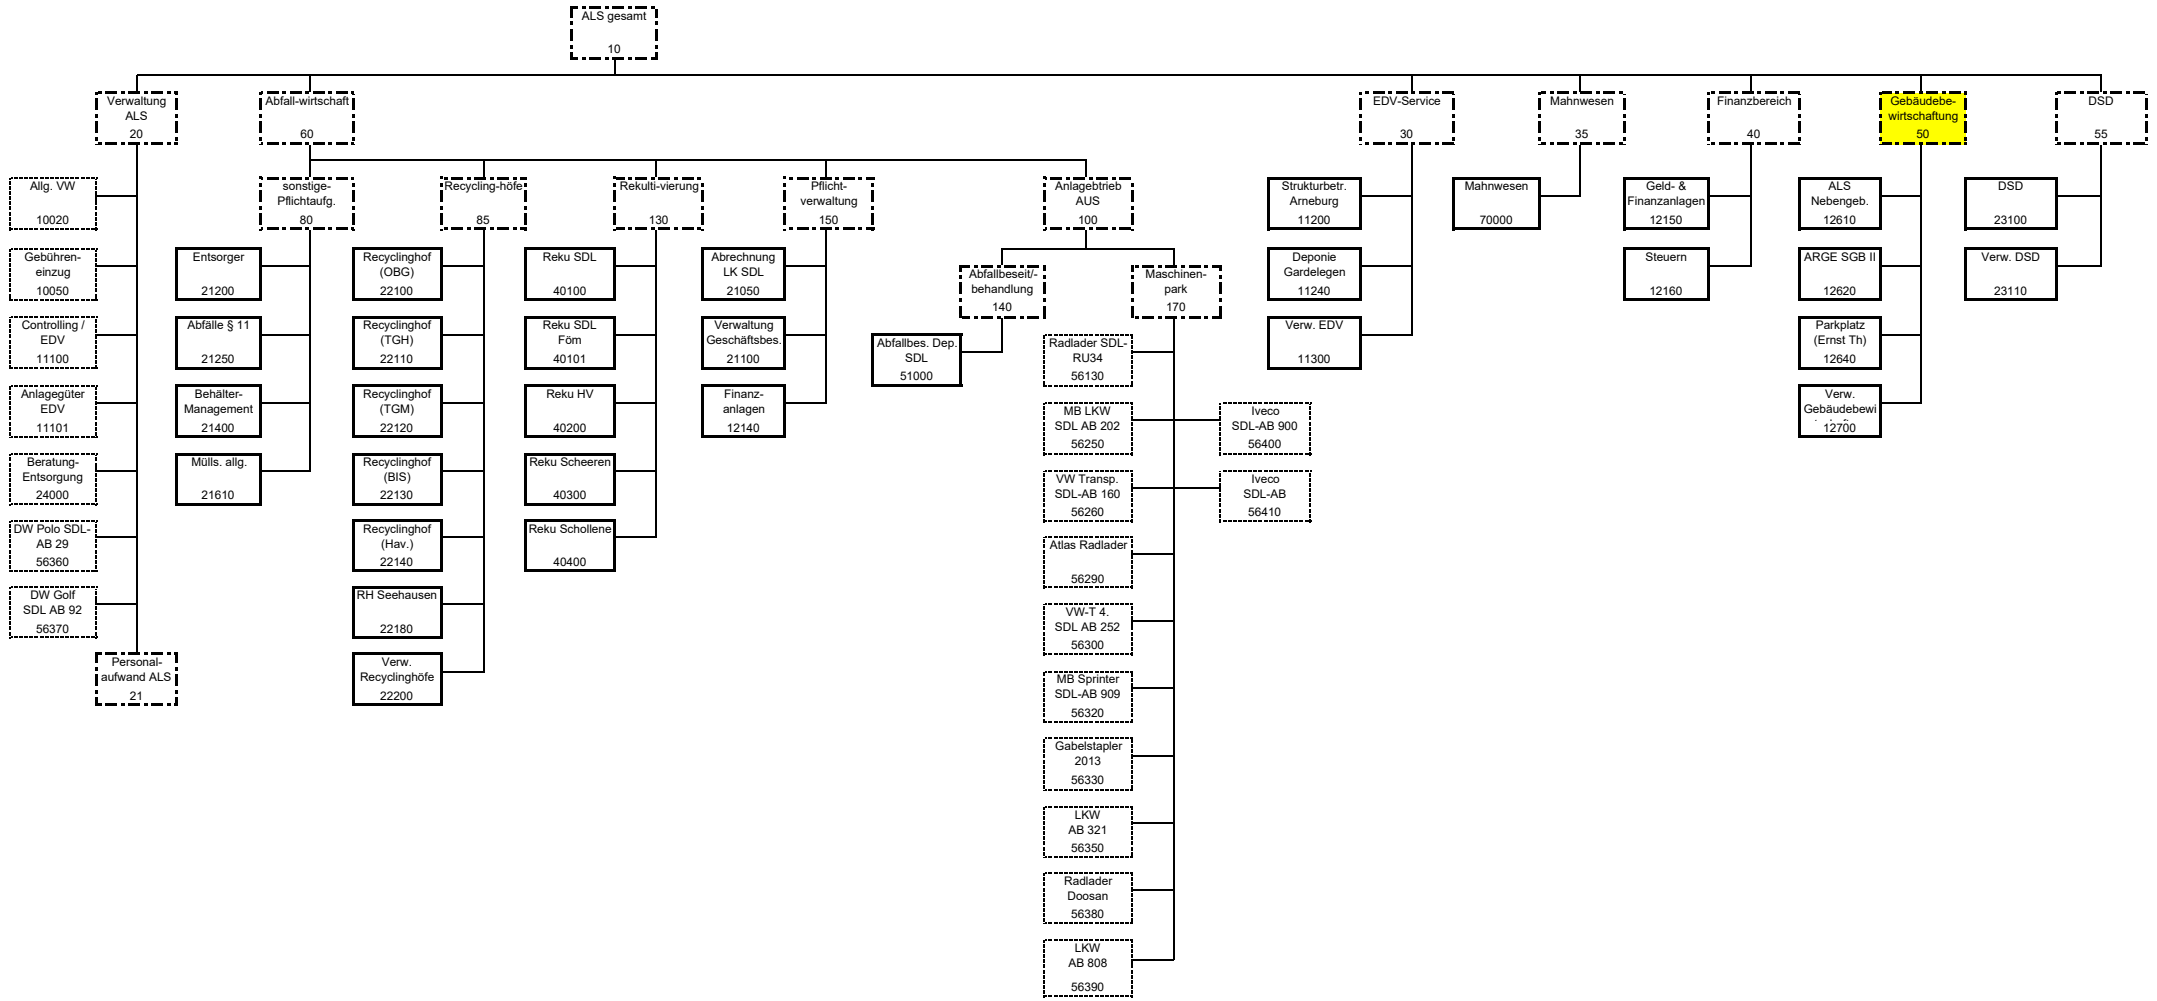 ALS gesamt
10
Verwaltung
ALS
20
Abfall-wirtschaft
60
EDV-Service
30
Mahnwesen
35
Finanzbereich
40
Gebäudebe-
wirtschaftung
50
DSD
55
Allg. VW
10020
Gebühren-
einzug
10050
Controlling /
EDV
11100
Anlagegüter
EDV
11101
Beratung-
Entsorgung
24000
DW Polo SDL-
AB 29
56360
DW Golf
SDL AB 92
56370
Personal-
aufwand ALS
21
sonstige-
Pflichtaufg.
80
Entsorger
21200
Abfälle § 11
21250
Behälter-
Management
21400
Mülls. allg.
21610
Recycling-höfe
85
Recyclinghof
(OBG)
22100
Recyclinghof
(TGH)
22110
Recyclinghof
(TGM)
22120
Recyclinghof
(BIS)
22130
Recyclinghof
(Hav.)
22140
RH Seehausen
22180
Verw.
Recyclinghöfe
22200
Rekulti-vierung
130
Reku SDL
40100
Reku SDL
Föm
40101
Reku HV
40200
Reku Scheeren
40300
Reku Schollene
40400
Pflicht-
verwaltung
150
Abrechnung
LK SDL
21050
Verwaltung
Geschäftsbes.
21100
Finanz-
anlagen
12140
Anlagebtrieb
AUS
100
Abfallbeseit/-
behandlung
140
Abfallbes. Dep.
SDL
51000
Maschinen-
park
170
Radlader SDL-
RU34
56130
MB LKW
SDL AB 202
56250
Iveco
SDL-AB 900
56400
VW Transp.
SDL-AB 160
56260
Iveco
SDL-AB
56410
Atlas Radlader
56290
VW-T 4.
SDL AB 252
56300
MB Sprinter
SDL-AB 909
56320
Gabelstapler
2013
56330
LKW
AB 321
56350
Radlader
Doosan
56380
LKW
AB 808
56390
Strukturbetr.
Arneburg
11200
Deponie
Gardelegen
11240
Verw. EDV
11300
Mahnwesen
70000
Geld- &
Finanzanlagen
12150
Steuern
12160
ALS
Nebengeb.
12610
ARGE SGB II
12620
Parkplatz
(Ernst Th)
12640
Verw.
Gebäudebewi
12700
DSD
23100
Verw. DSD
23110